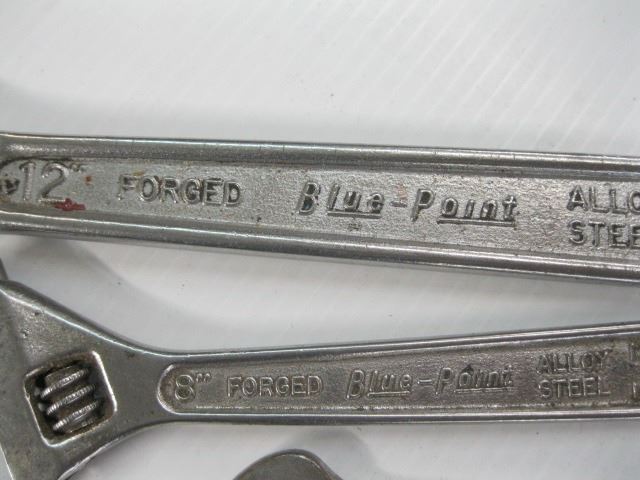 12" FORGED Blue-Point ALLOY
STEEL
8" FORGED Blue-Point ALLOY
STEEL